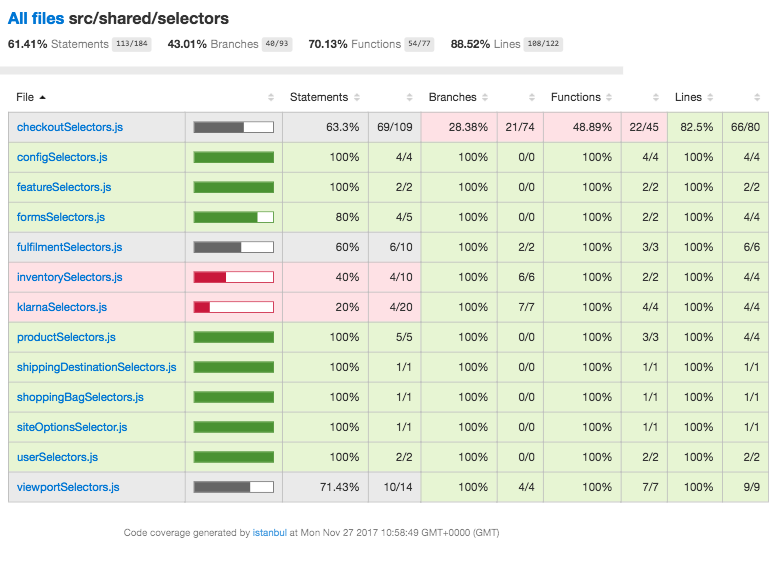 All files src/shared/selectors
61.41% Statements 113/184 43.01% Branches 40/93 70.13% Functions 54/77 88.52% Lines 108/122
File Statements Branches Functions Lines
checkoutSelectors.js 63.3% 69/109 28.38% 21/74 48.89% 22/45 82.5% 66/80
configSelectors.js 100% 4/4 100% 0/0 100% 4/4 100% 4/4
featureSelectors.js 100% 2/2 100% 0/0 100% 2/2 100% 2/2
formsSelectors.js 80% 4/5 100% 0/0 100% 2/2 100% 4/4
fulfilmentSelectors.js 60% 6/10 100% 2/2 100% 3/3 100% 6/6
inventorySelectors.js 40% 4/10 100% 6/6 100% 2/2 100% 4/4
klarnaSelectors.js 20% 4/20 100% 7/7 100% 4/4 100% 4/4
productSelectors.js 100% 5/5 100% 0/0 100% 3/3 100% 4/4
shippingDestinationSelectors.js 100% 1/1 100% 0/0 100% 1/1 100% 1/1
shoppingBagSelectors.js 100% 1/1 100% 0/0 100% 1/1 100% 1/1
siteOptionsSelector.js 100% 1/1 100% 0/0 100% 1/1 100% 1/1
userSelectors.js 100% 2/2 100% 0/0 100% 2/2 100% 2/2
viewportSelectors.js 71.43% 10/14 100% 4/4 100% 7/7 100% 9/9
Code coverage generated by istanbul at Mon Nov 27 2017 10:58:49 GMT+0000 (GMT)